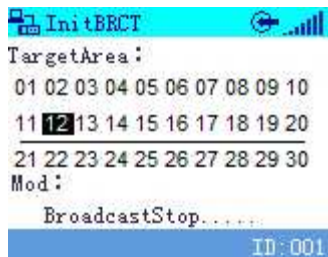 InitBRCT
TargetArea:
01 02 03 04 05 06 07 08 09 10
11 12 13 14 15 16 17 18 19 20
21 22 23 24 25 26 27 28 29 30
Mod:
BroadcastStop.....
ID:001